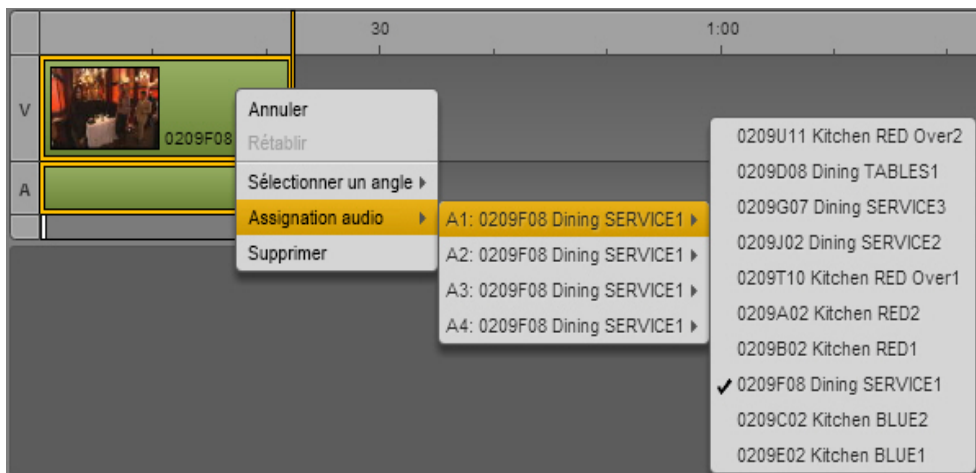 30
1:00
V
0209F08
A
Annuler
Rétablir
Sélectionner un angle
Assignation audio
Supprimer
A1: 0209F08 Dining SERVICE1
A2: 0209F08 Dining SERVICE1
A3: 0209F08 Dining SERVICE1
A4: 0209F08 Dining SERVICE1
0209U11 Kitchen RED Over2
0209D08 Dining TABLES1
0209G07 Dining SERVICE3
0209J02 Dining SERVICE2
0209T10 Kitchen RED Over1
0209A02 Kitchen RED2
0209B02 Kitchen RED1
0209F08 Dining SERVICE1
0209C02 Kitchen BLUE2
0209E02 Kitchen BLUE1